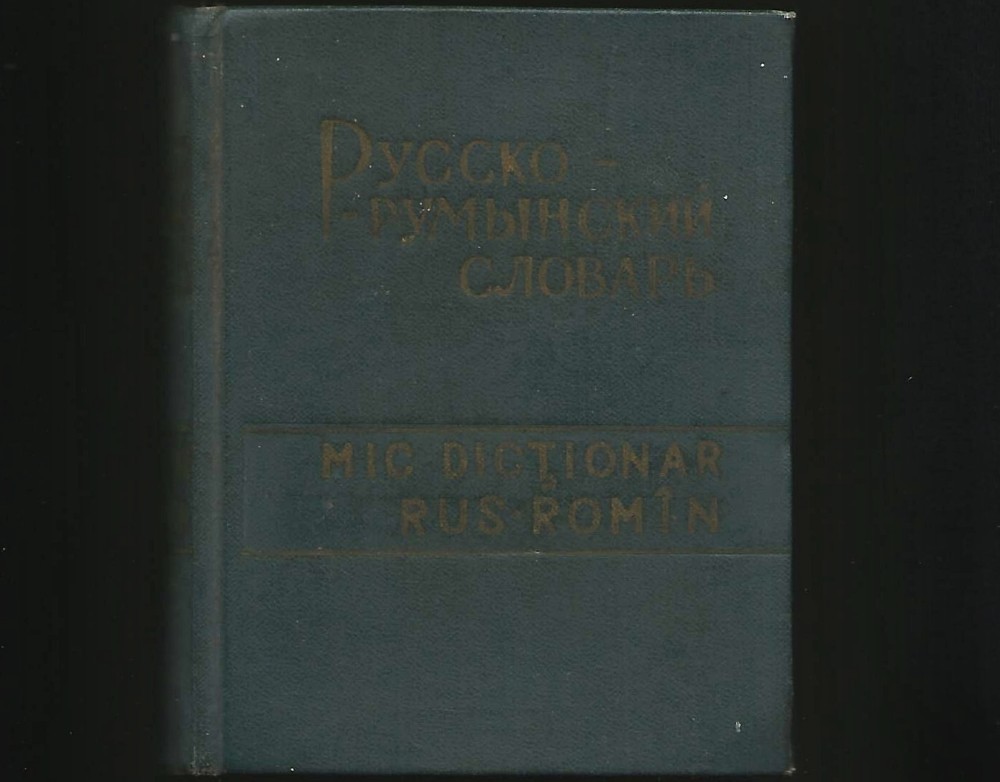 Русско-
-румынский
словарь
MIC DICȚIONAR
RUS-ROMÎN